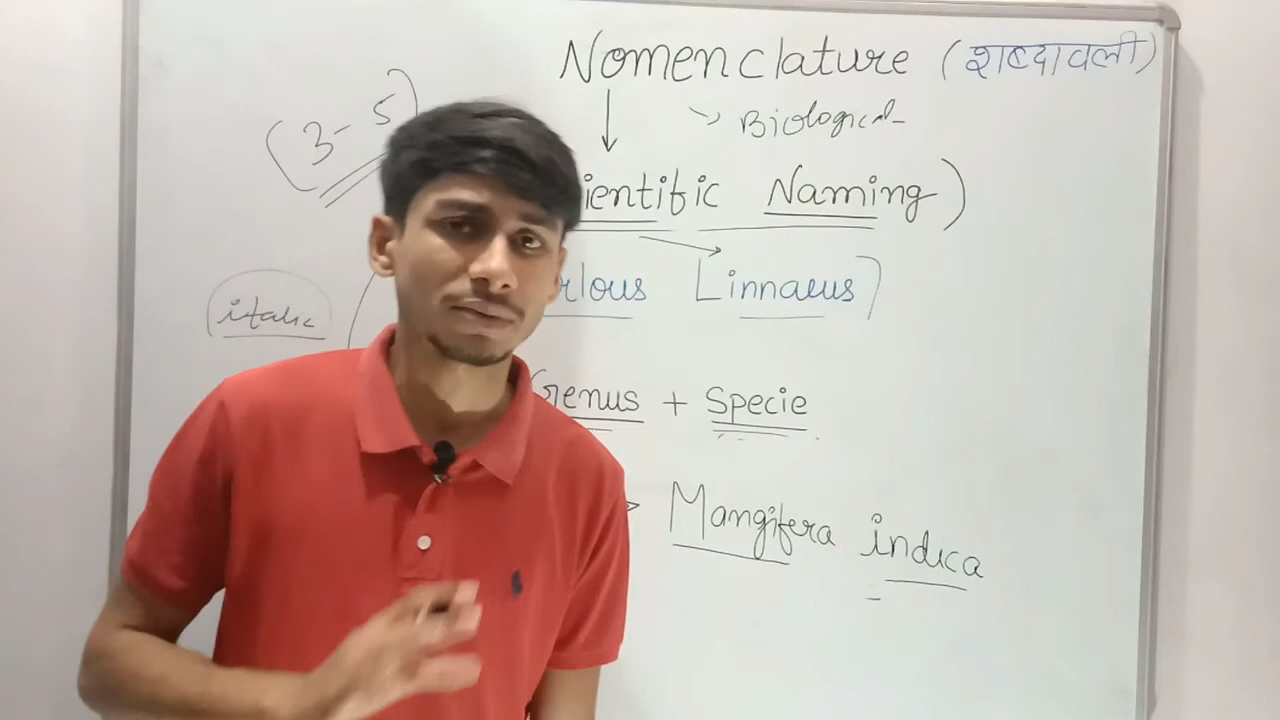 Nomenclature (शब्दावली)
Biological
(3-5)
ientific Naming)
rlous Linnaeus
italic
Genus + Specie
Mangifera indica